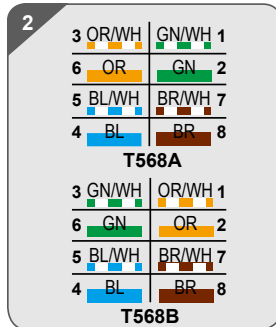 2
3 OR/WH GN/WH 1
6 OR GN 2
5 BL/WH BR/WH 7
4 BL BR 8
T568A
3 GN/WH OR/WH 1
6 GN OR 2
5 BL/WH BR/WH 7
4 BL BR 8
T568B